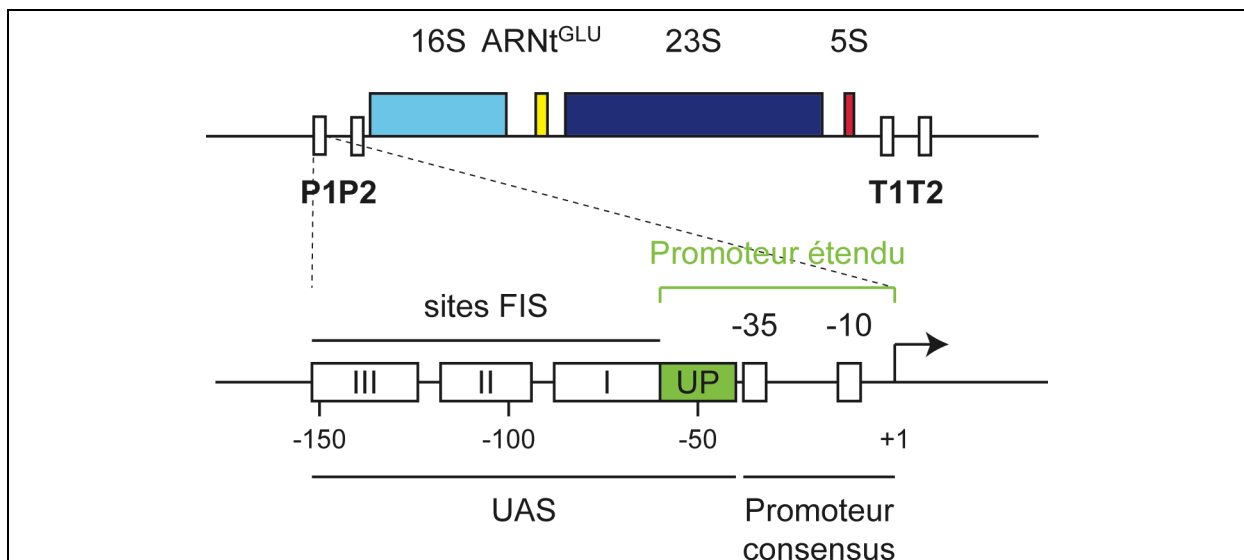 16S ARNt^GLU 23S 5S
P1P2 T1T2
Promoteur étendu
sites FIS
-35 -10
III II I UP
-150 -100 -50 +1
UAS Promoteur
consensus